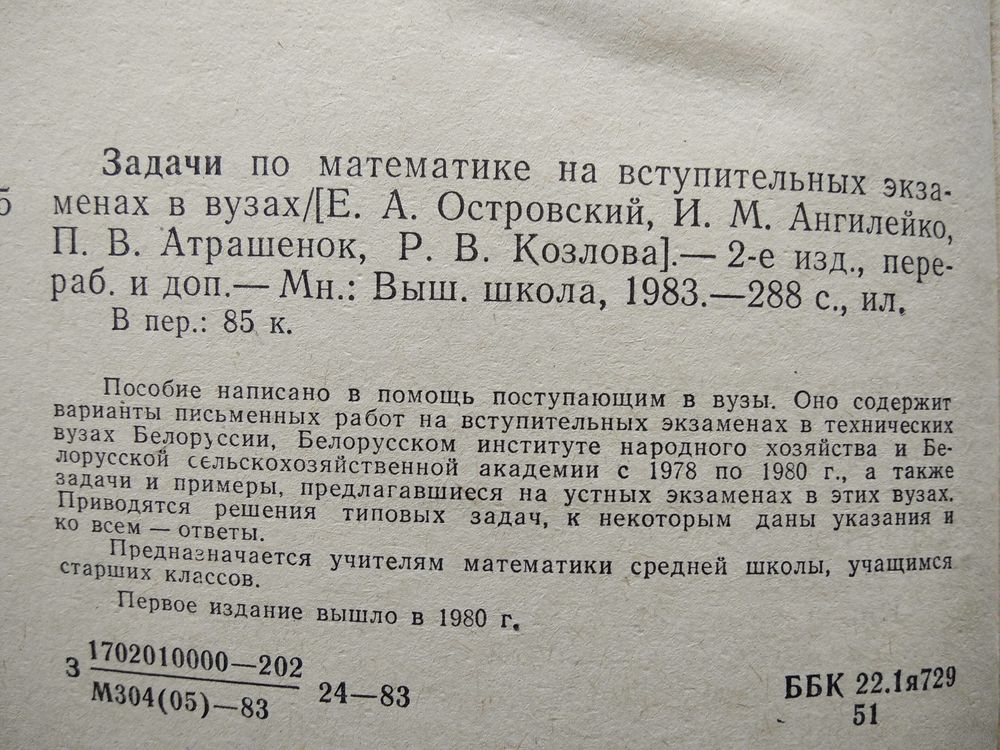 Задачи по математике на вступительных экза-
менах в вузах/[Е. А. Островский, И. М. Ангилейко,
П. В. Атрашенок, Р. В. Козлова].— 2-е изд., пере-
раб. и доп.— Мн.: Выш. школа, 1983.—288 с., ил.
В пер.: 85 к.
Пособие написано в помощь поступающим в вузы. Оно содержит
варианты письменных работ на вступительных экзаменах в технических
вузах Белоруссии, Белорусском институте народного хозяйства и Бе-
лорусской сельскохозяйственной академии с 1978 по 1980 г., а также
задачи и примеры, предлагавшиеся на устных экзаменах в этих вузах.
Приводятся решения типовых задач, к некоторым даны указания и
ко всем — ответы.
Предназначается учителям математики средней школы, учащимся
старших классов.
Первое издание вышло в 1980 г.
З 1702010000—202
М304(05)—83
24—83
ББК 22.1я729
51